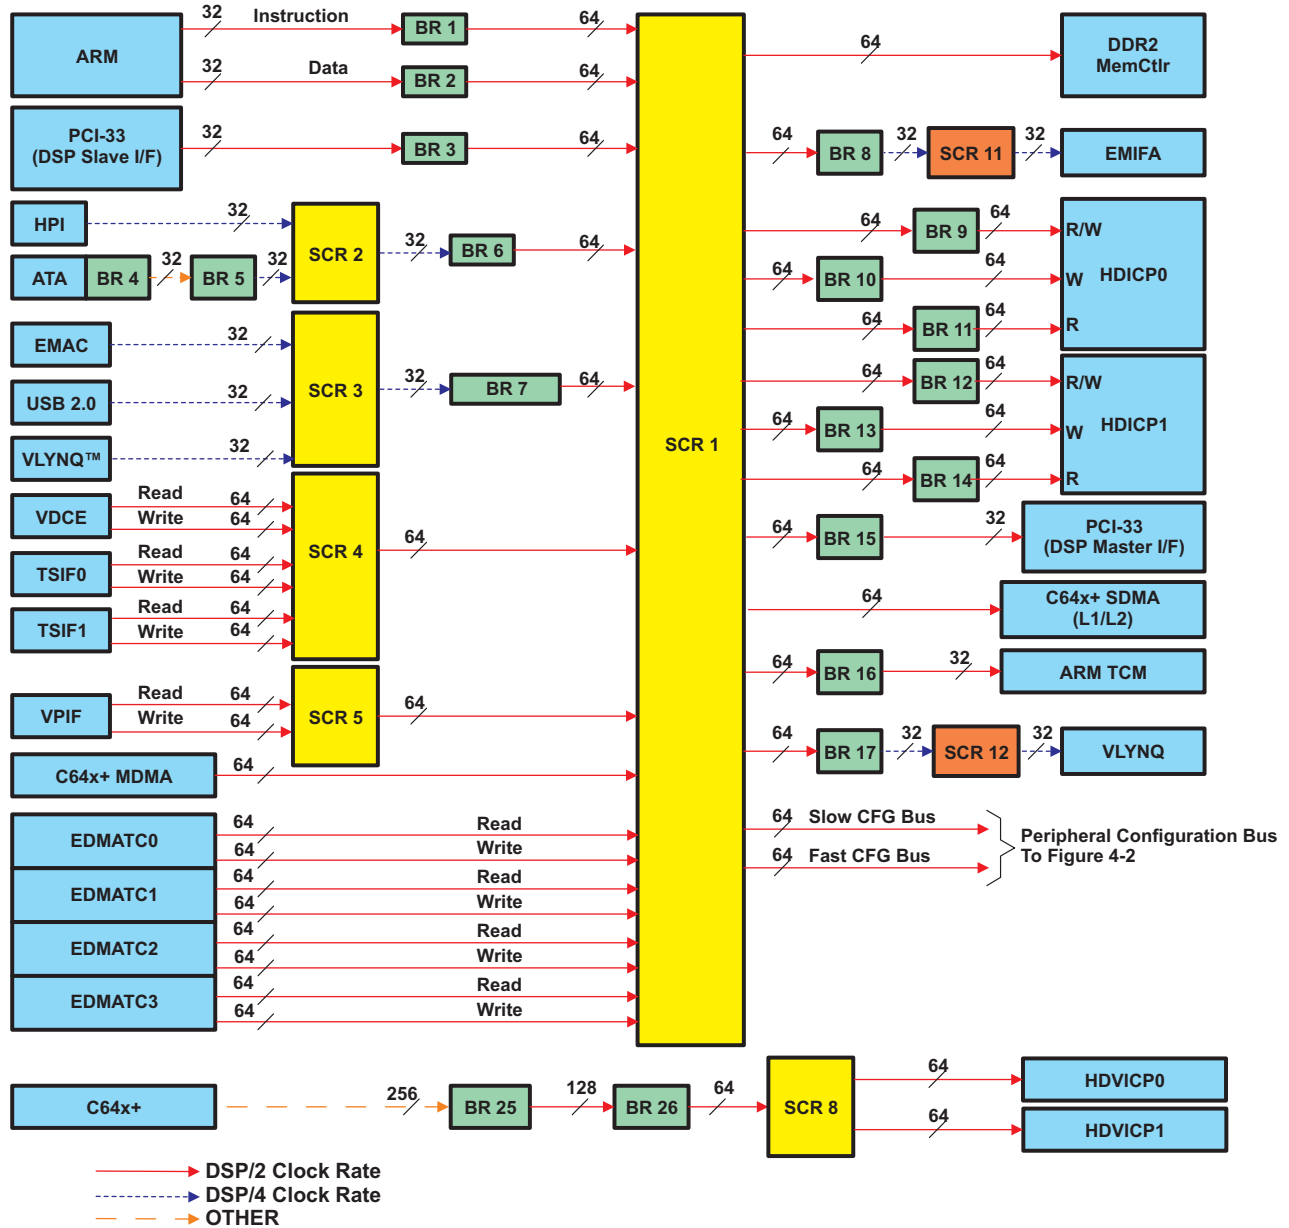 ARM
32
Instruction
BR 1
64
32
Data
BR 2
64
PCI-33
(DSP Slave I/F)
32
BR 3
64
HPI
32
SCR 2
32
BR 6
64
ATA
BR 4
32
BR 5
32
EMAC
32
SCR 3
32
BR 7
64
USB 2.0
32
VLYNQ™
32
VDCE
Read
64
Write
64
SCR 4
64
TSIF0
Read
64
Write
64
TSIF1
Read
64
Write
64
VPIF
Read
64
Write
64
SCR 5
64
C64x+ MDMA
64
EDMATC0
64
Read
64
Write
EDMATC1
64
Read
64
Write
EDMATC2
64
Read
64
Write
EDMATC3
64
Read
64
Write
SCR 1
64
DDR2
MemCtlr
64
BR 8
32
SCR 11
32
EMIFA
64
BR 9
64
R/W
64
BR 10
64
W
HDICP0
64
BR 11
64
R
64
BR 12
64
R/W
64
BR 13
64
W
HDICP1
64
BR 14
64
R
64
BR 15
32
PCI-33
(DSP Master I/F)
64
C64x+ SDMA
(L1/L2)
64
BR 16
32
ARM TCM
64
BR 17
32
SCR 12
32
VLYNQ
64
Slow CFG Bus
64
Fast CFG Bus
Peripheral Configuration Bus
To Figure 4-2
C64x+
256
BR 25
128
BR 26
64
SCR 8
64
HDVICP0
64
HDVICP1
DSP/2 Clock Rate
DSP/4 Clock Rate
OTHER